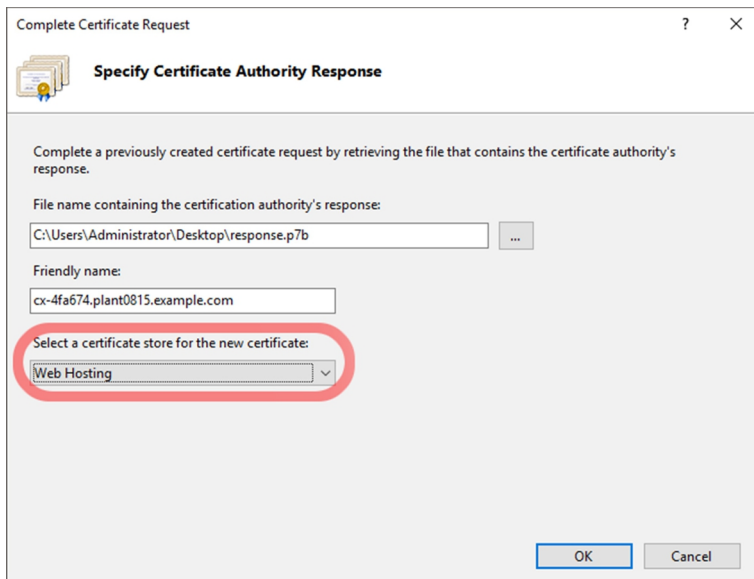 Complete Certificate Request
Specify Certificate Authority Response
Complete a previously created certificate request by retrieving the file that contains the certificate authority's
response.
File name containing the certification authority's response:
C:\Users\Administrator\Desktop\response.p7b
...
Friendly name:
cx-4fa674.plant0815.example.com
Select a certificate store for the new certificate:
Web Hosting
OK
Cancel